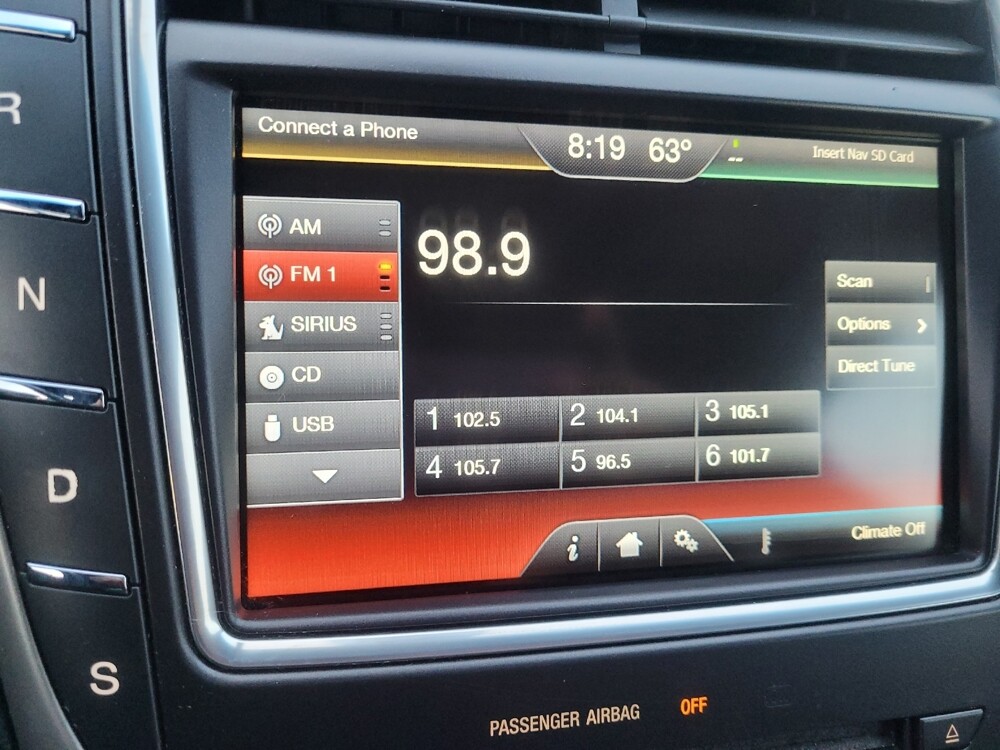 R
N
D
S
Connect a Phone
8:19 63°
--
Insert Nav SD Card
AM
FM 1
SIRIUS
CD
USB
98.9
Scan
Options
Direct Tune
1 102.5 2 104.1 3 105.1
4 105.7 5 96.5 6 101.7
i
Climate Off
PASSENGER AIRBAG OFF